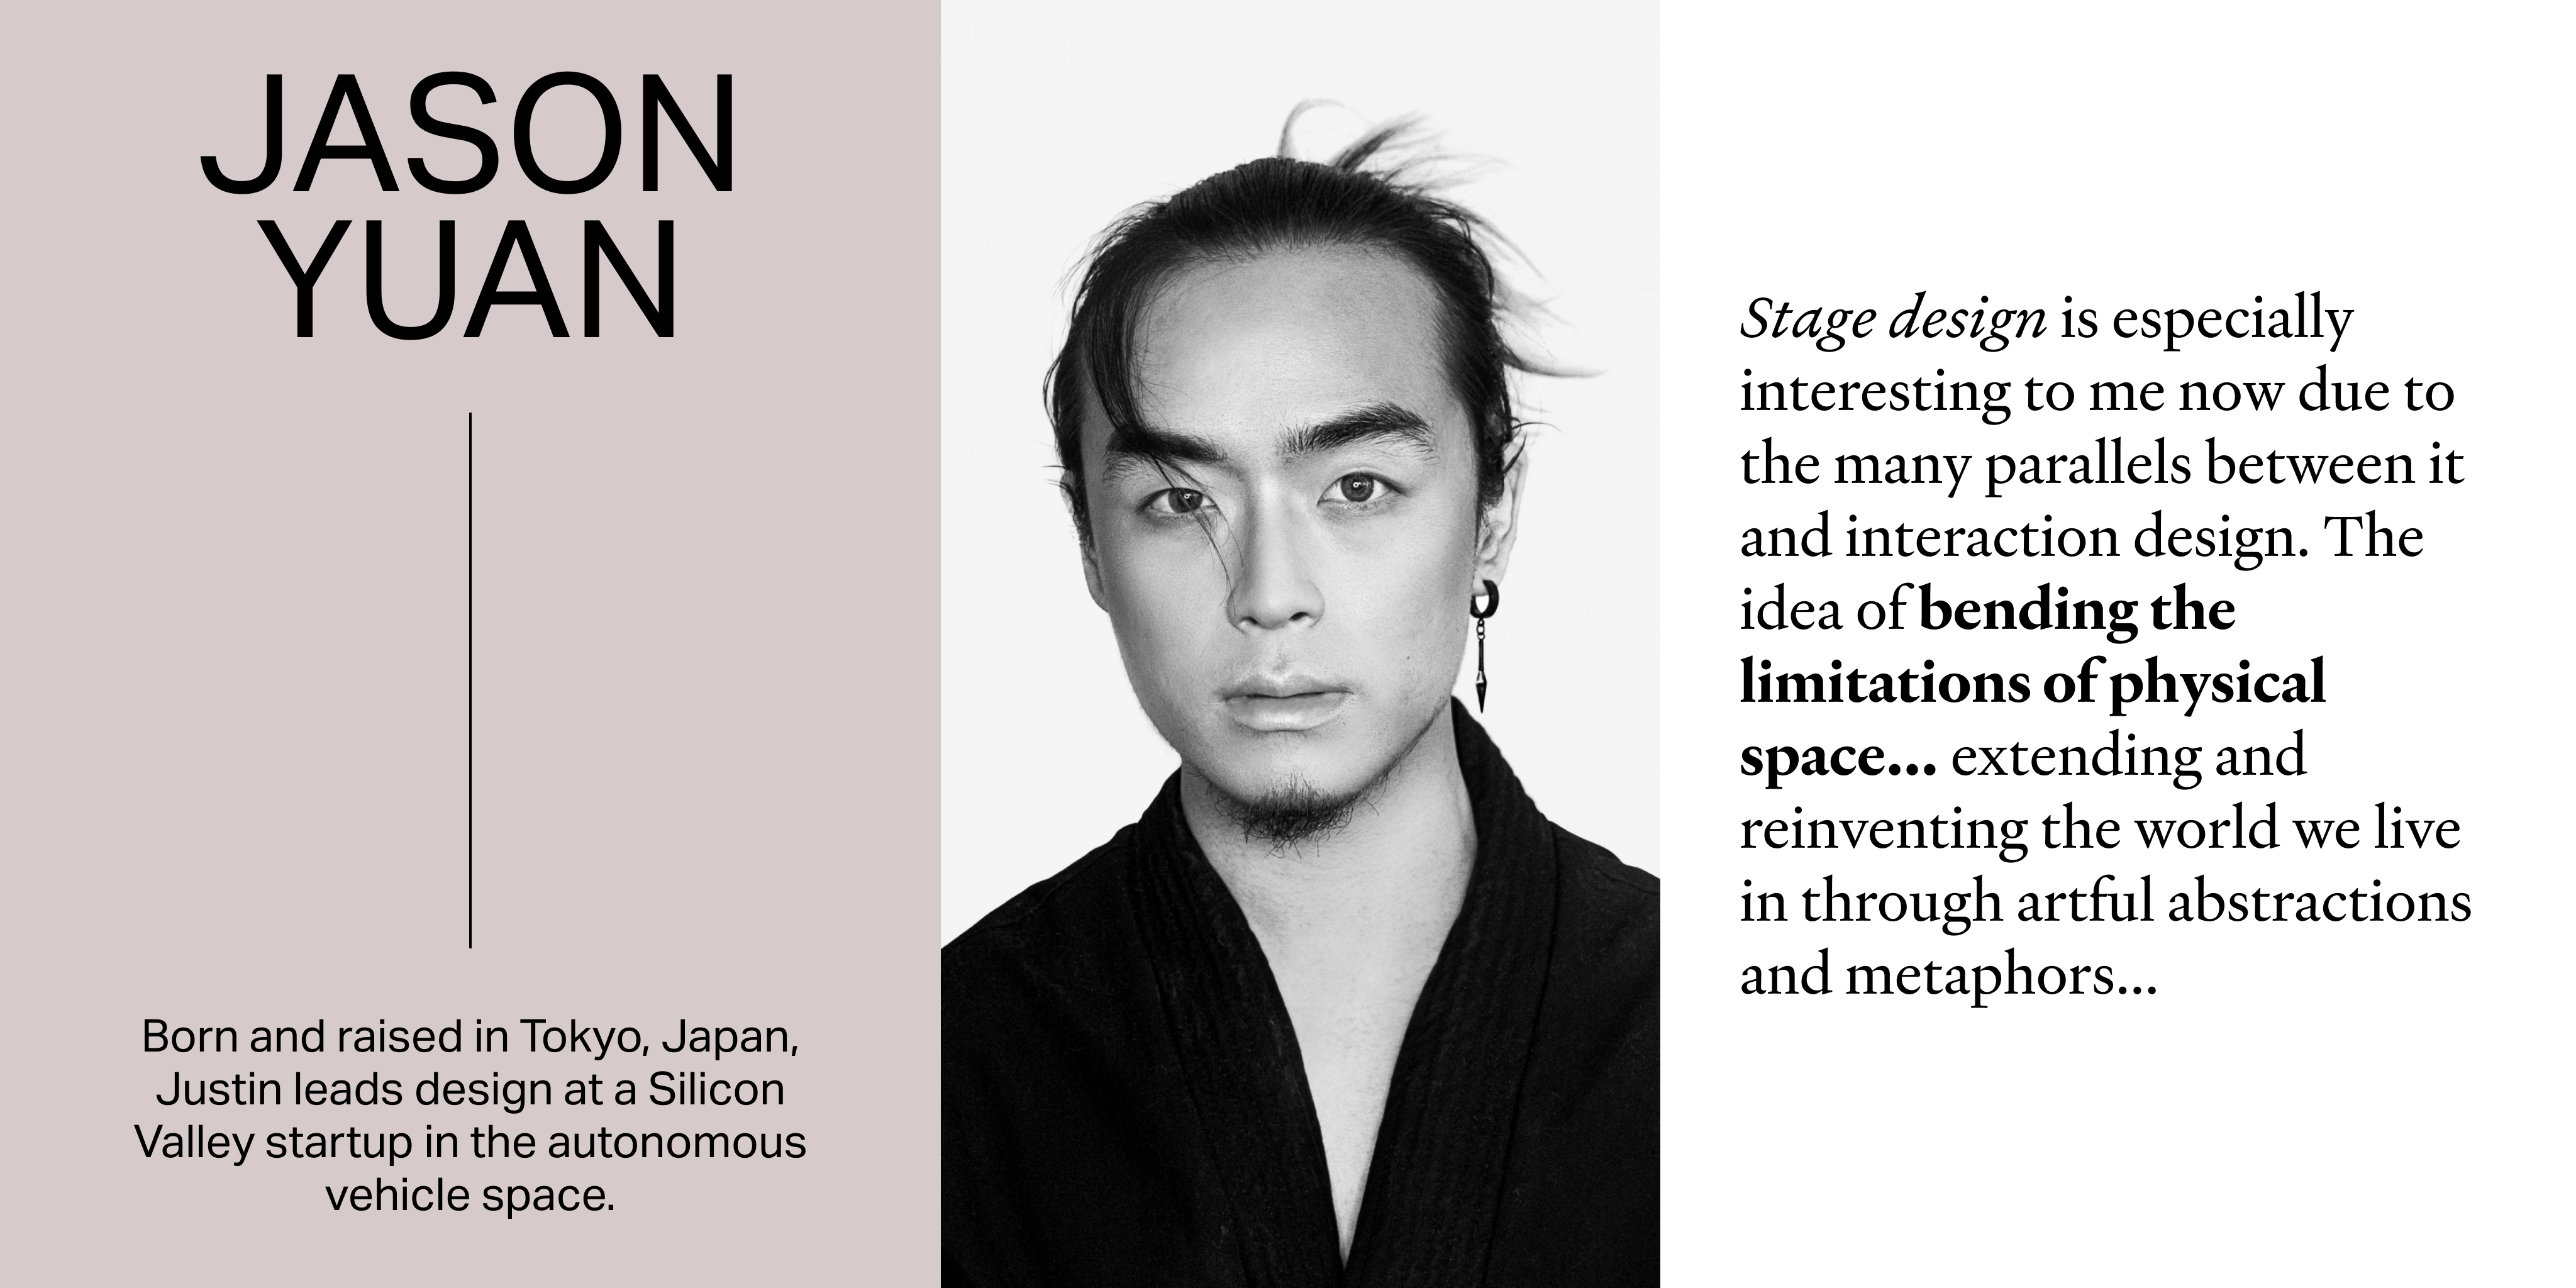 JASON
YUAN
Born and raised in Tokyo, Japan,
Justin leads design at a Silicon
Valley startup in the autonomous
vehicle space.
Stage design is especially
interesting to me now due to
the many parallels between it
and interaction design. The
idea of bending the
limitations of physical
space... extending and
reinventing the world we live
in through artful abstractions
and metaphors...